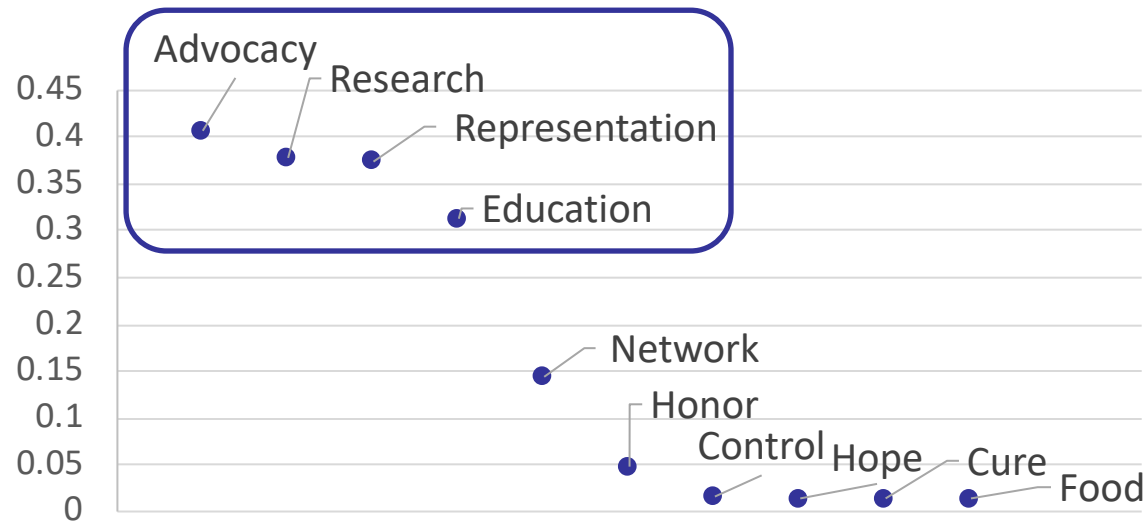 Advocacy
Research
Representation
Education
Network
Honor
Control
Hope
Cure
Food
0.45
0.4
0.35
0.3
0.25
0.2
0.15
0.1
0.05
0